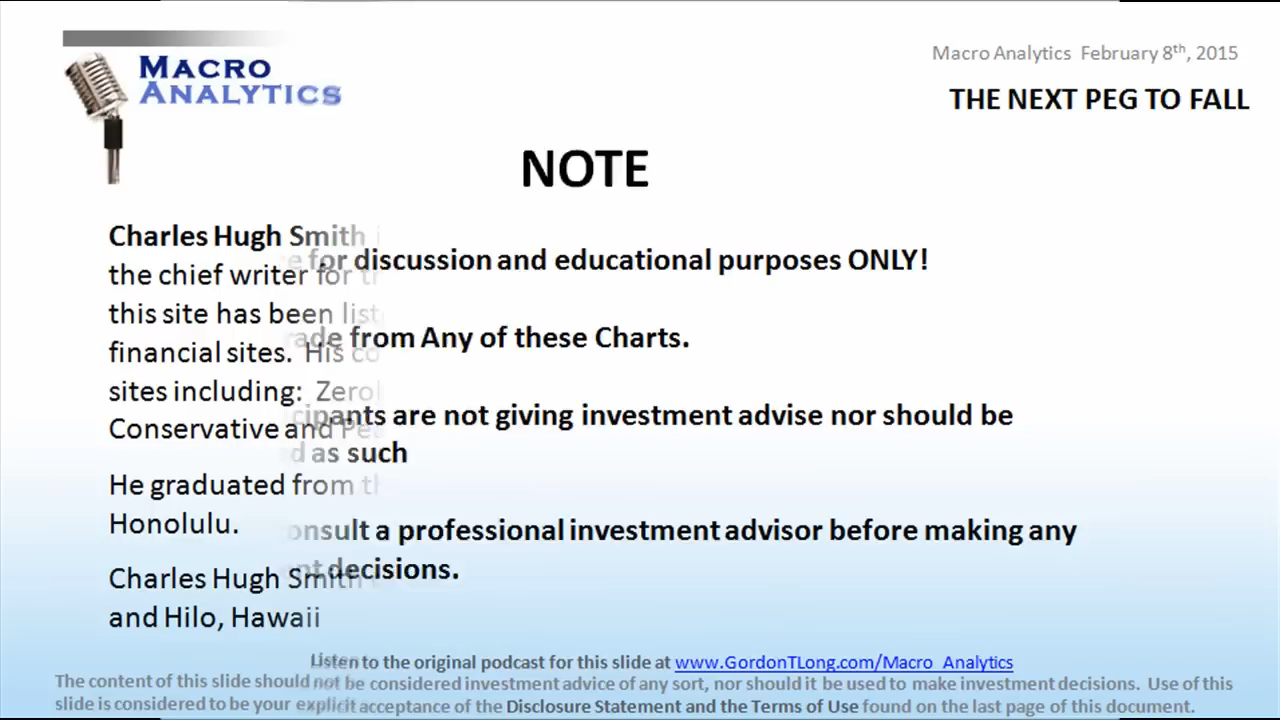 MACRO
ANALYTICS
Macro Analytics February 8th, 2015
THE NEXT PEG TO FALL
NOTE
Charles Hugh Smith
for discussion and educational purposes ONLY!
the chief writer for
this site has been
from Any of these Charts.
financial sites. His
sites including:
are not giving investment advise nor should be
Conservative and
as such
He graduated from
Honolulu.
a professional investment advisor before making any
decisions.
Charles Hugh Smith
and Hilo, Hawaii
Listen to the original podcast for this slide at www.GordonTLong.com/Macro_Analytics
The content of this slide should not be considered investment advice of any sort, nor should it be used to make investment decisions. Use of this
slide is considered to be your explicit acceptance of the Disclosure Statement and the Terms of Use found on the last page of this document.